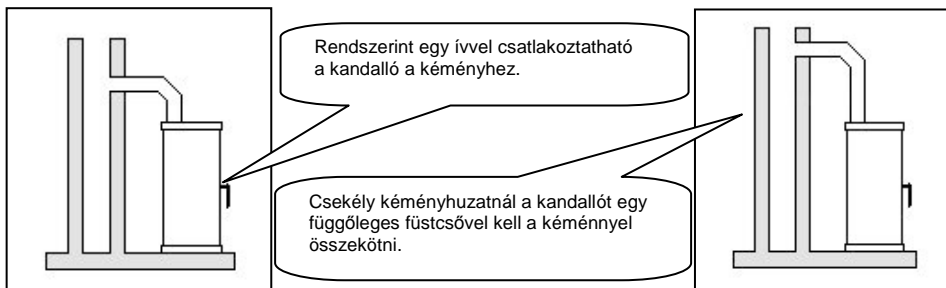 Rendszerint egy ívvel csatlakoztatható
a kandalló a kéményhez.
Csekély kéményhuzatnál a kandallót egy
függőleges füstcsővel kell a kéménnyel
összekötni.